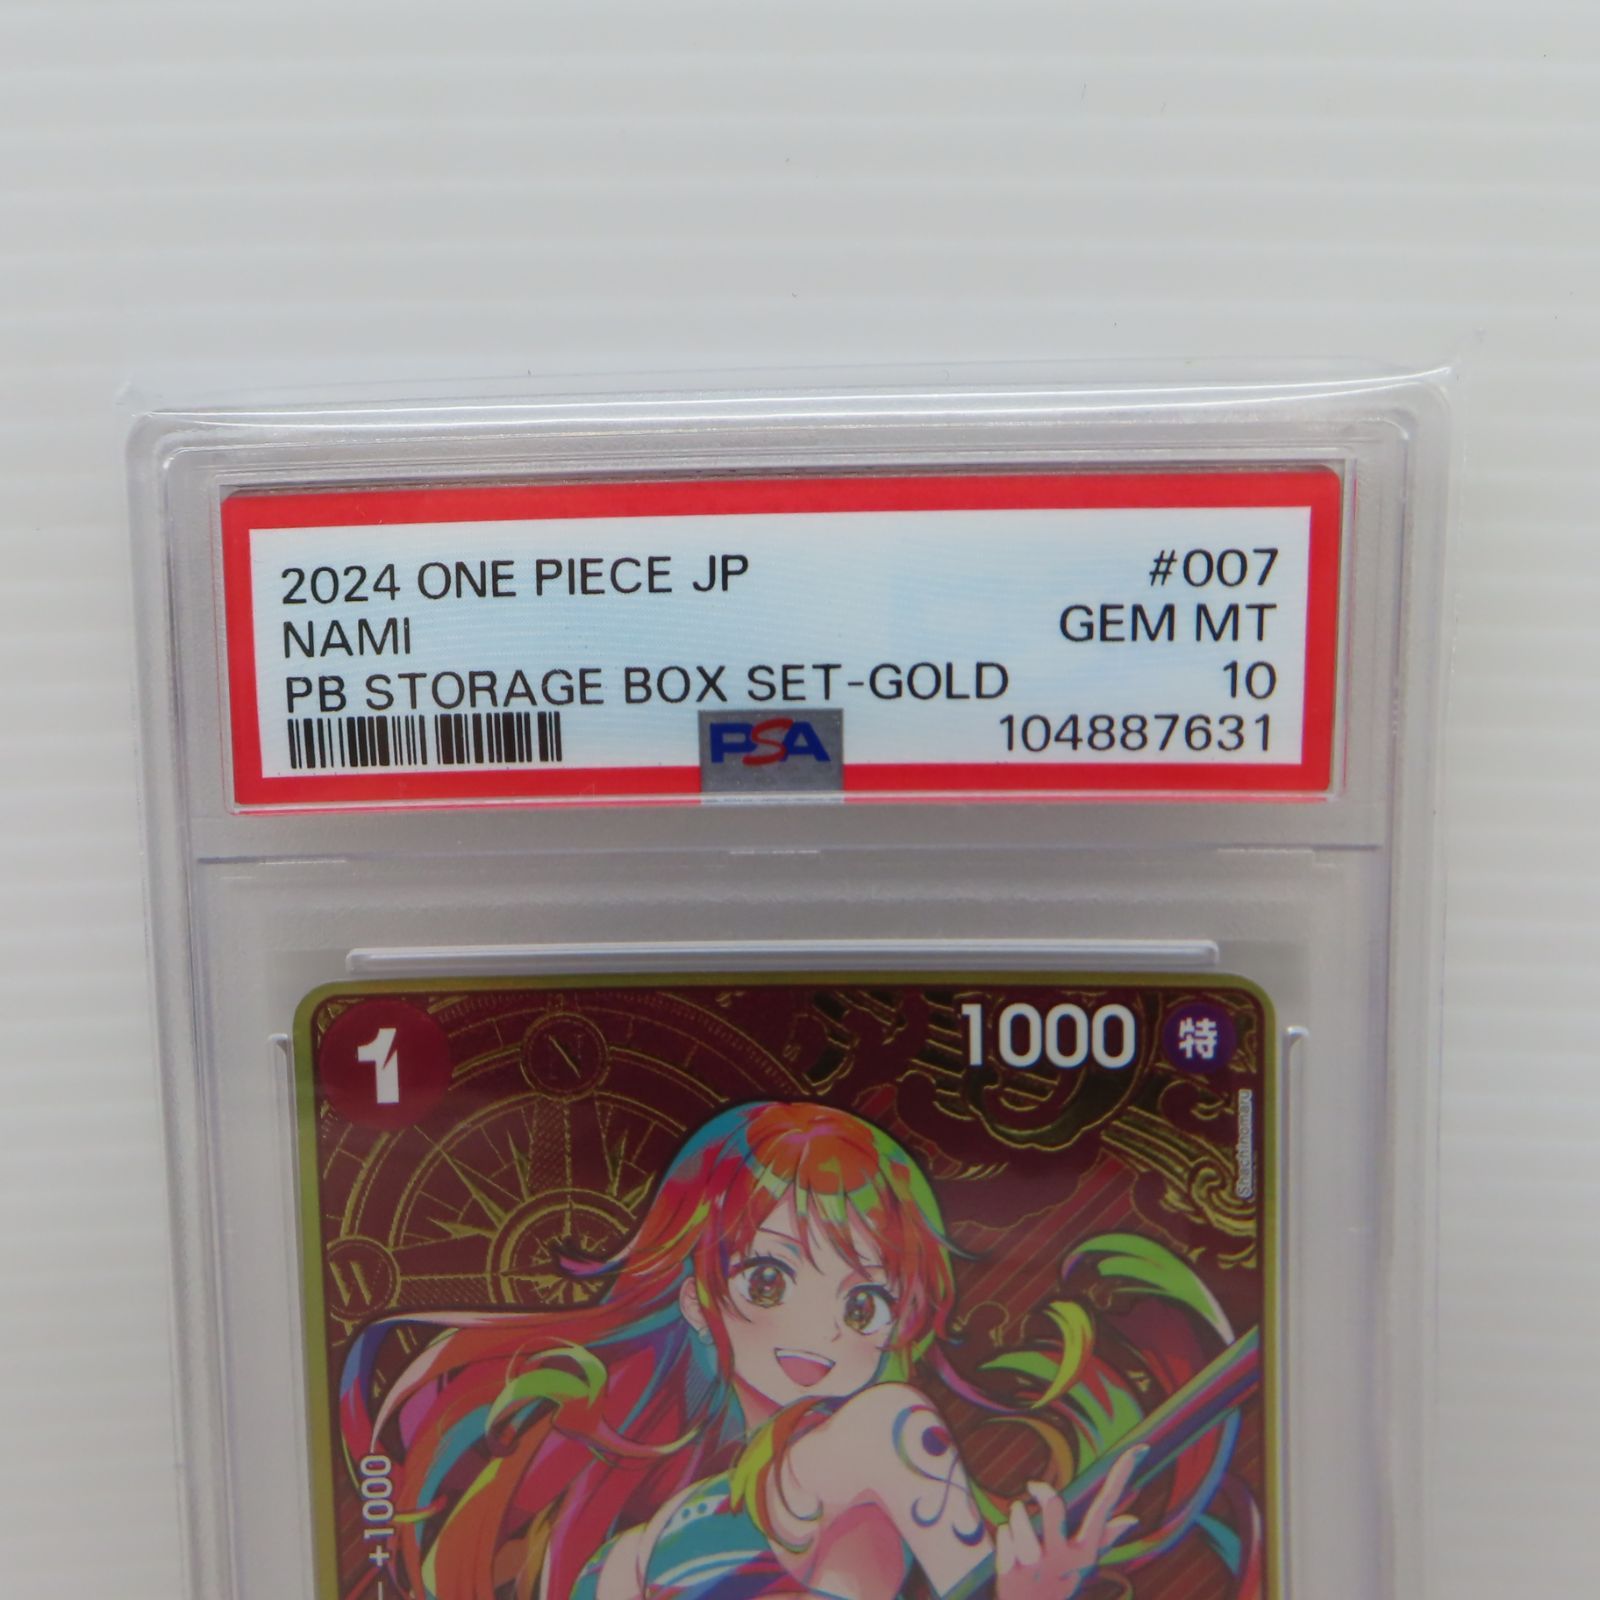 2024 ONE PIECE JP #007
NAMI GEM MT
PB STORAGE BOX SET-GOLD 10
PSA 104887631
1 1000 特
N
W
Shachinomaru
+1000